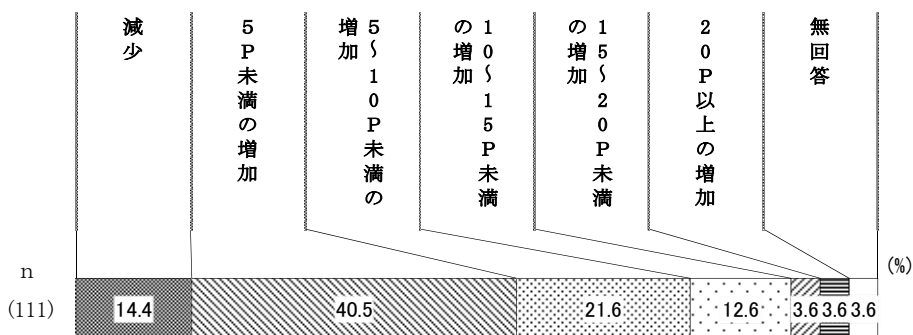 減少
5P未満の増加
5〜10P未満の
増加
10〜15P未満
の増加
15〜20P未満
の増加
20P以上の増加
無回答
(%)
n
(111)
14.4
40.5
21.6
12.6
3.6
3.6
3.6